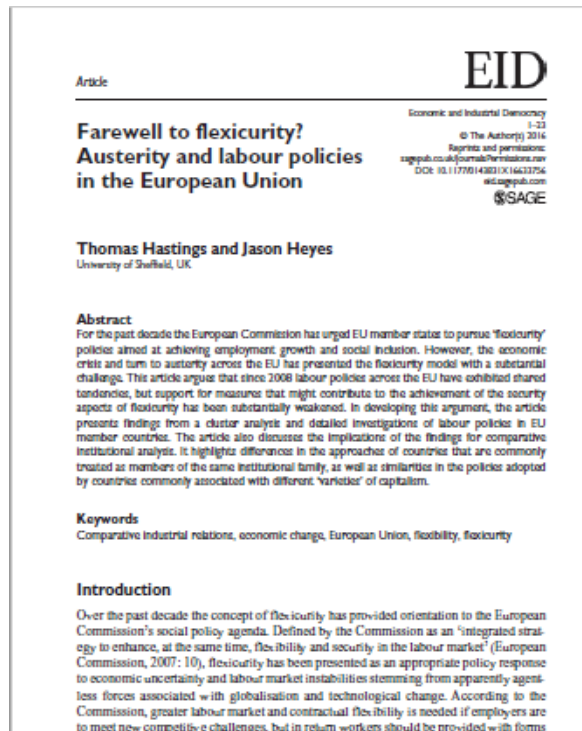 Article
EID
Economic and Industrial Democracy
1–23
© The Author(s) 2016
Reprints and permissions:
sagepub.co.uk/journalsPermissions.nav
DOI: 10.1177/0143831X16633756
eid.sagepub.com
SAGE
Farewell to flexicurity?
Austerity and labour policies
in the European Union
Thomas Hastings and Jason Heyes
University of Sheffield, UK
Abstract
For the past decade the European Commission has urged EU member states to pursue ‘flexicurity’
policies aimed at achieving employment growth and social inclusion. However, the economic
crisis and turn to austerity across the EU has presented the flexicurity model with a substantial
challenge. This article argues that since 2008 labour policies across the EU have exhibited shared
tendencies, but support for measures that might contribute to the achievement of the security
aspects of flexicurity has been substantially weakened. In developing this argument, the article
presents findings from a cluster analysis and detailed investigations of labour policies in EU
member countries. The article also discusses the implications of the findings for comparative
institutional analysis. It highlights differences in the approaches of countries that are commonly
treated as members of the same institutional family, as well as similarities in the policies adopted
by countries commonly associated with different ‘varieties’ of capitalism.
Keywords
Comparative industrial relations, economic change, European Union, flexibility, flexicurity
Introduction
Over the past decade the concept of flexicurity has provided orientation to the European
Commission’s social policy agenda. Defined by the Commission as an ‘integrated strat-
egy to enhance, at the same time, flexibility and security in the labour market’ (European
Commission, 2007: 10), flexicurity has been presented as an appropriate policy response
to economic uncertainty and labour market instabilities stemming from apparently agent-
less forces associated with globalisation and technological change. According to the
Commission, greater labour market and contractual flexibility is needed if employers are
to meet new competitive challenges, but in return workers should be provided with forms